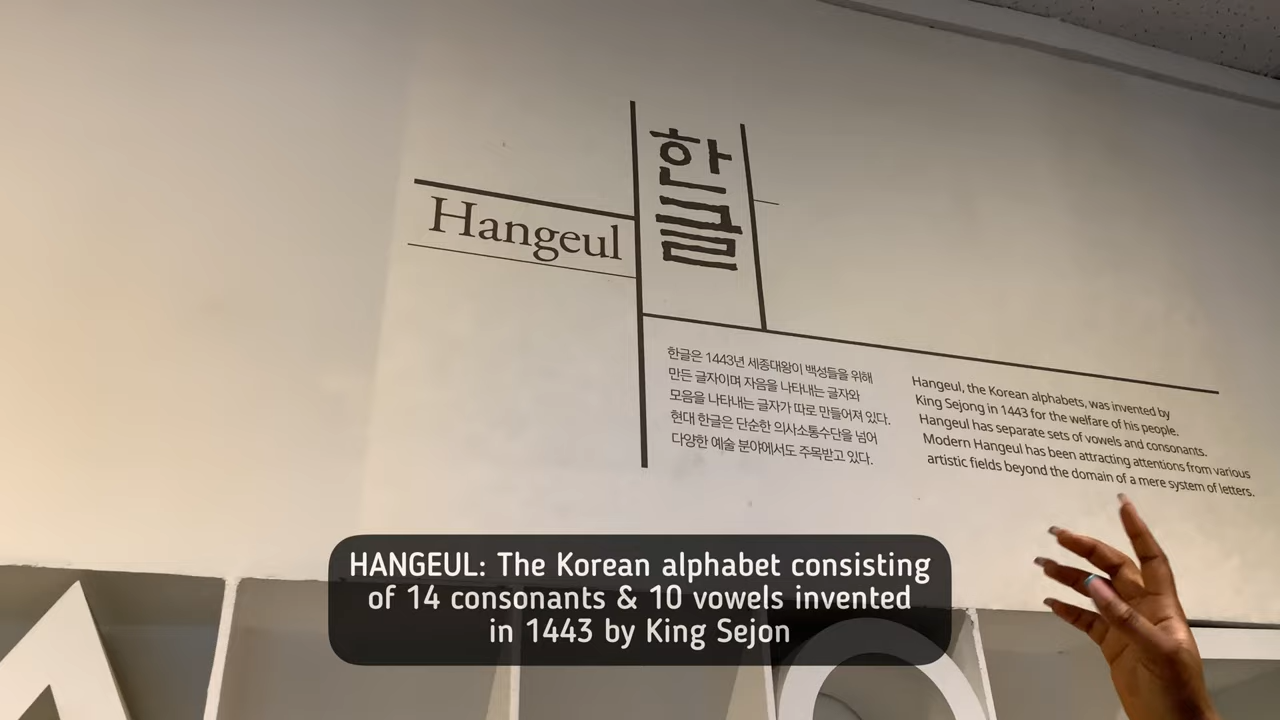 한글
Hangeul
한글은 1443년 세종대왕이 백성들을 위해
만든 글자이며 자음을 나타내는 글자와
모음을 나타내는 글자가 따로 만들어져 있다.
현대 한글은 단순한 의사소통수단을 넘어
다양한 예술 분야에서도 주목받고 있다.
Hangeul, the Korean alphabets, was invented by
King Sejong in 1443 for the welfare of his people.
Hangeul has separate sets of vowels and consonants.
Modern Hangeul has been attracting attentions from various
artistic fields beyond the domain of a mere system of letters.
HANGEUL: The Korean alphabet consisting
of 14 consonants & 10 vowels invented
in 1443 by King Sejon